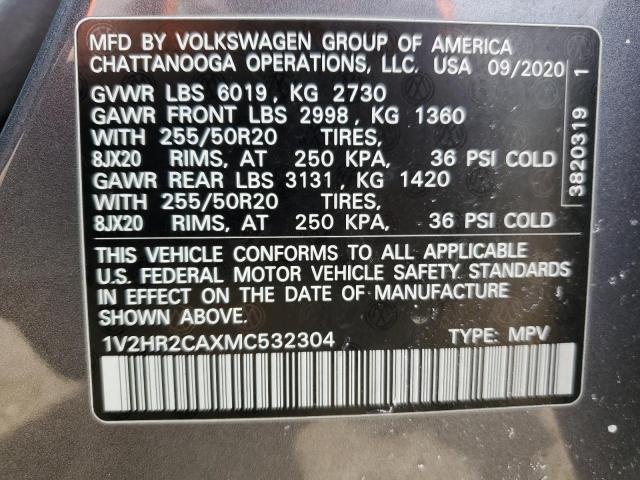 MFD BY VOLKSWAGEN GROUP OF AMERICA
CHATTANOOGA OPERATIONS, LLC. USA 09/2020
GVWR LBS 6019, KG 2730
GAWR FRONT LBS 2998, KG 1360
WITH 255/50R20 TIRES,
8JX20 RIMS, AT 250 KPA, 36 PSI COLD
GAWR REAR LBS 3131, KG 1420
WITH 255/50R20 TIRES,
8JX20 RIMS, AT 250 KPA, 36 PSI COLD
THIS VEHICLE CONFORMS TO ALL APPLICABLE
U.S. FEDERAL MOTOR VEHICLE SAFETY STANDARDS
IN EFFECT ON THE DATE OF MANUFACTURE
SHOWN ABOVE.
1V2HR2CAXMC532304 TYPE: MPV
3820319 1